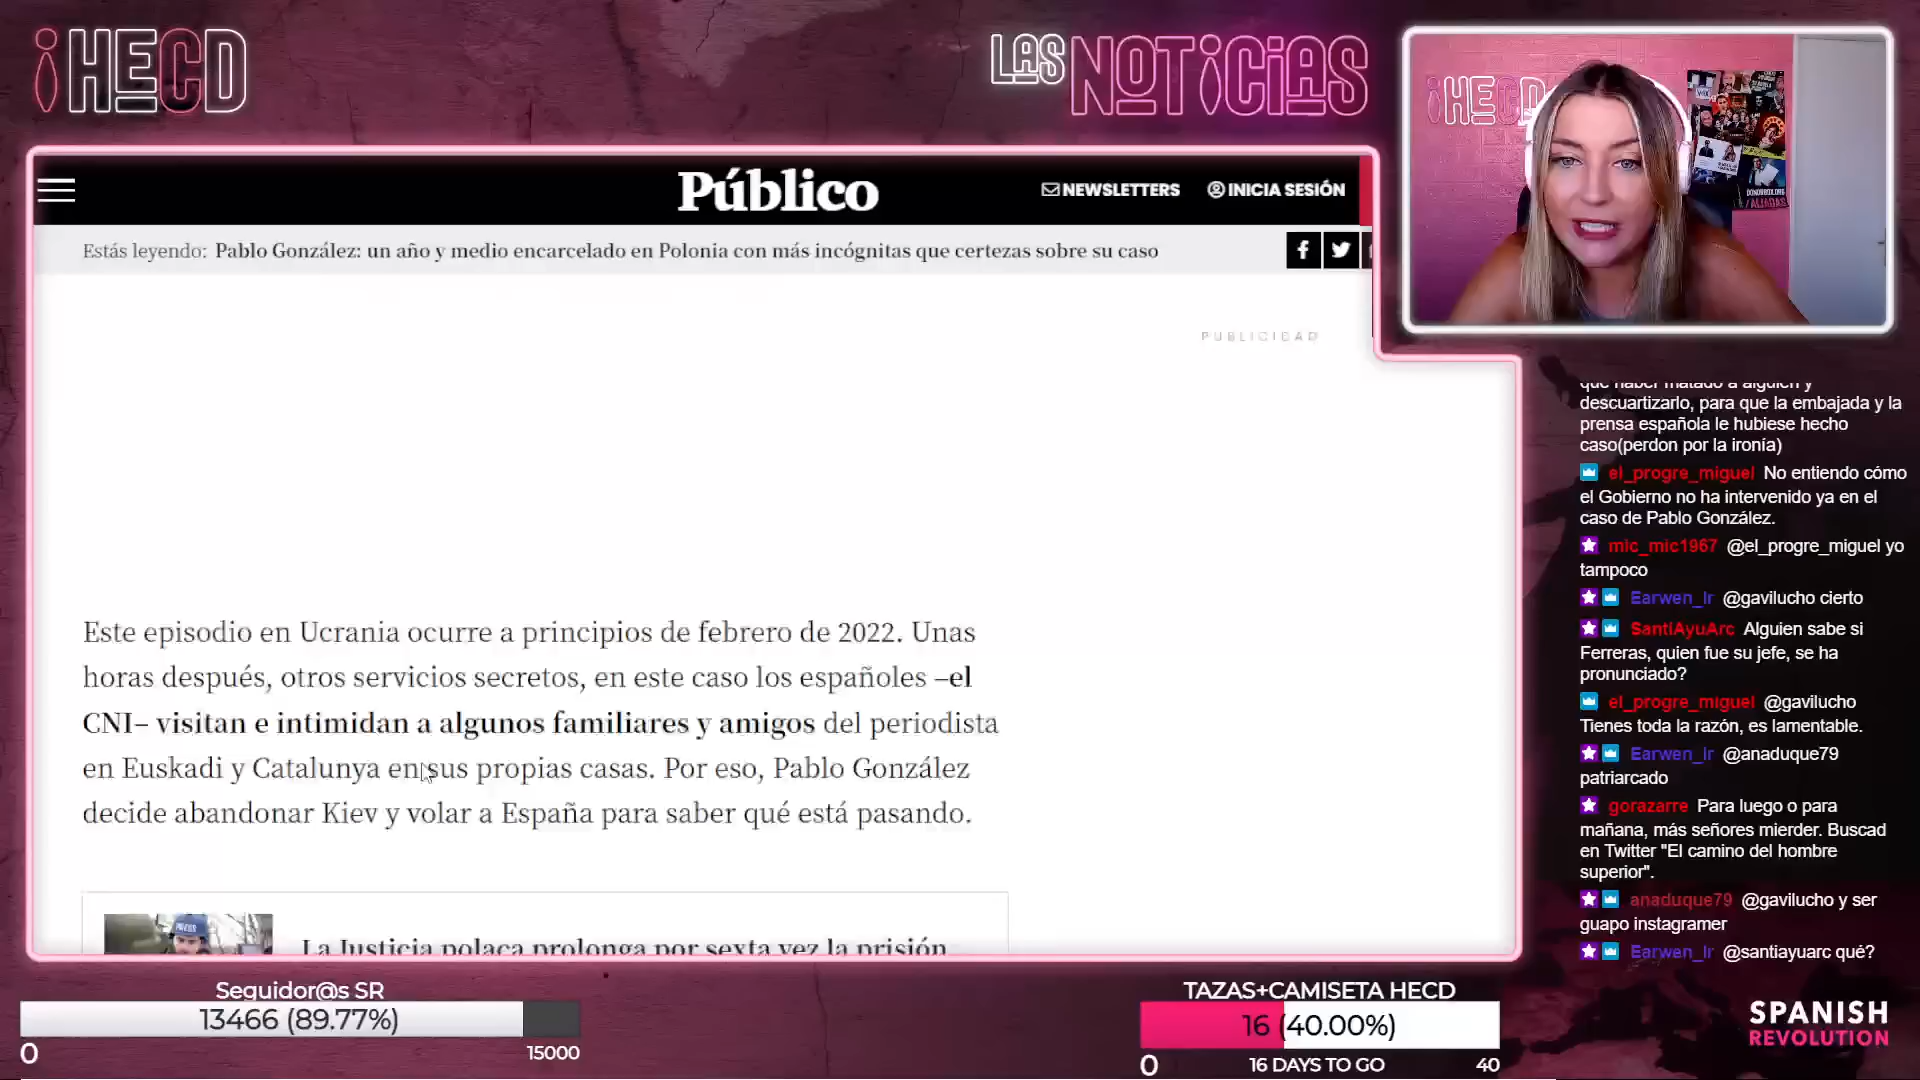 ¡HECD
LAS NOTICIAS
¡HECD
Público
NEWSLETTERS
INICIA SESIÓN
Estás leyendo: Pablo González: un año y medio encarcelado en Polonia con más incógnitas que certezas sobre su caso
PUBLICIDAD
Este episodio en Ucrania ocurre a principios de febrero de 2022. Unas
horas después, otros servicios secretos, en este caso los españoles –el
CNI– visitan e intimidan a algunos familiares y amigos del periodista
en Euskadi y Catalunya en sus propias casas. Por eso, Pablo González
decide abandonar Kiev y volar a España para saber qué está pasando.
La Justicia polaca prolonga por sexta vez la prisión
que haber matado a alguien y
descuartizarlo, para que la embajada y la
prensa española le hubiese hecho
caso(perdon por la ironía)
el_progre_miguel No entiendo cómo
el Gobierno no ha intervenido ya en el
caso de Pablo González.
mic_mic1967 @el_progre_miguel yo
tampoco
Earwen_Ir @gavilucho cierto
SantiAyuArc Alguien sabe si
Ferreras, quien fue su jefe, se ha
pronunciado?
el_progre_miguel @gavilucho
Tienes toda la razón, es lamentable.
Earwen_Ir @anaduque79
patriarcado
gorazarre Para luego o para
mañana, más señores mierder. Buscad
en Twitter "El camino del hombre
superior".
anaduque79 @gavilucho y ser
guapo instagramer
Earwen_Ir @santiayuarc qué?
Seguidor@s SR
13466 (89.77%)
0
15000
TAZAS+CAMISETA HECD
16 (40.00%)
0
16 DAYS TO GO
40
SPANISH
REVOLUTION